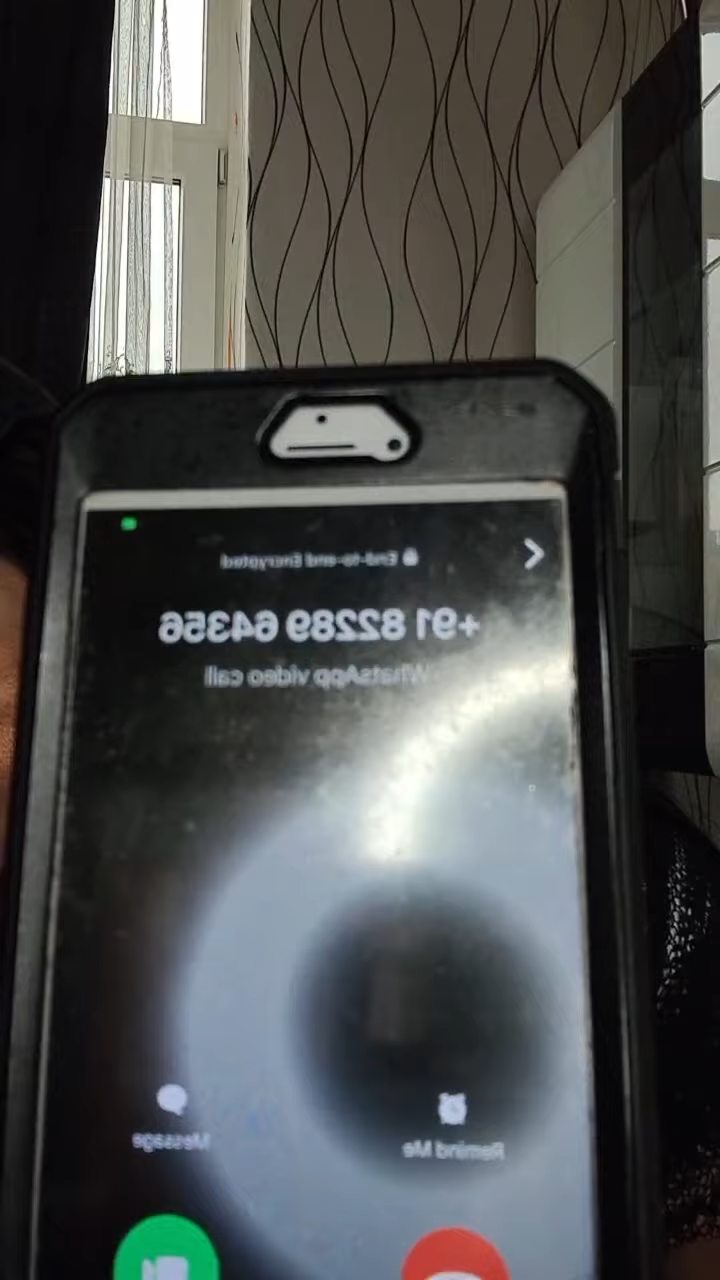 End-to-end Encrypted
+91 82289 64356
WhatsApp video call
Remind Me
Message